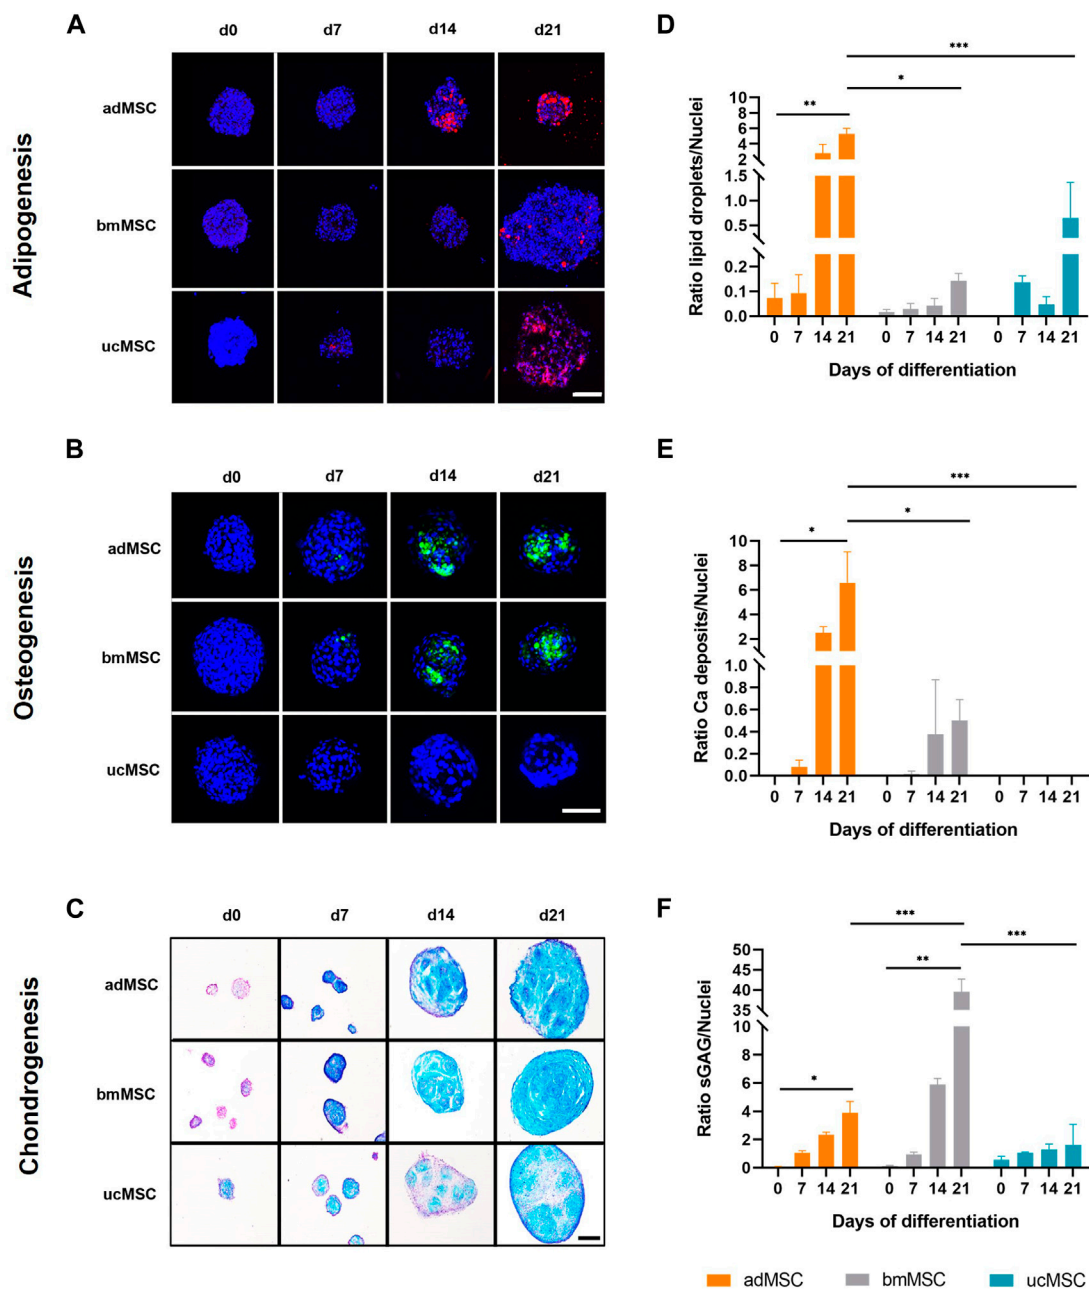 A
d0 d7 d14 d21
Adipogenesis
adMSC
bmMSC
ucMSC
D
***
*
**
Ratio lipid droplets/Nuclei
10
8
6
4
2
1.5
1.0
0.5
0.2
0.1
0.0
0 7 14 21 0 7 14 21 0 7 14 21
Days of differentiation
B
d0 d7 d14 d21
Osteogenesis
adMSC
bmMSC
ucMSC
E
***
*
*
Ratio Ca deposits/Nuclei
10
8
6
4
2
1.0
0.8
0.6
0.4
0.2
0.0
0 7 14 21 0 7 14 21 0 7 14 21
Days of differentiation
C
d0 d7 d14 d21
Chondrogenesis
adMSC
bmMSC
ucMSC
F
***
***
**
*
Ratio sGAG/Nuclei
50
45
40
35
10
8
6
4
2
0
0 7 14 21 0 7 14 21 0 7 14 21
Days of differentiation
adMSC bmMSC ucMSC